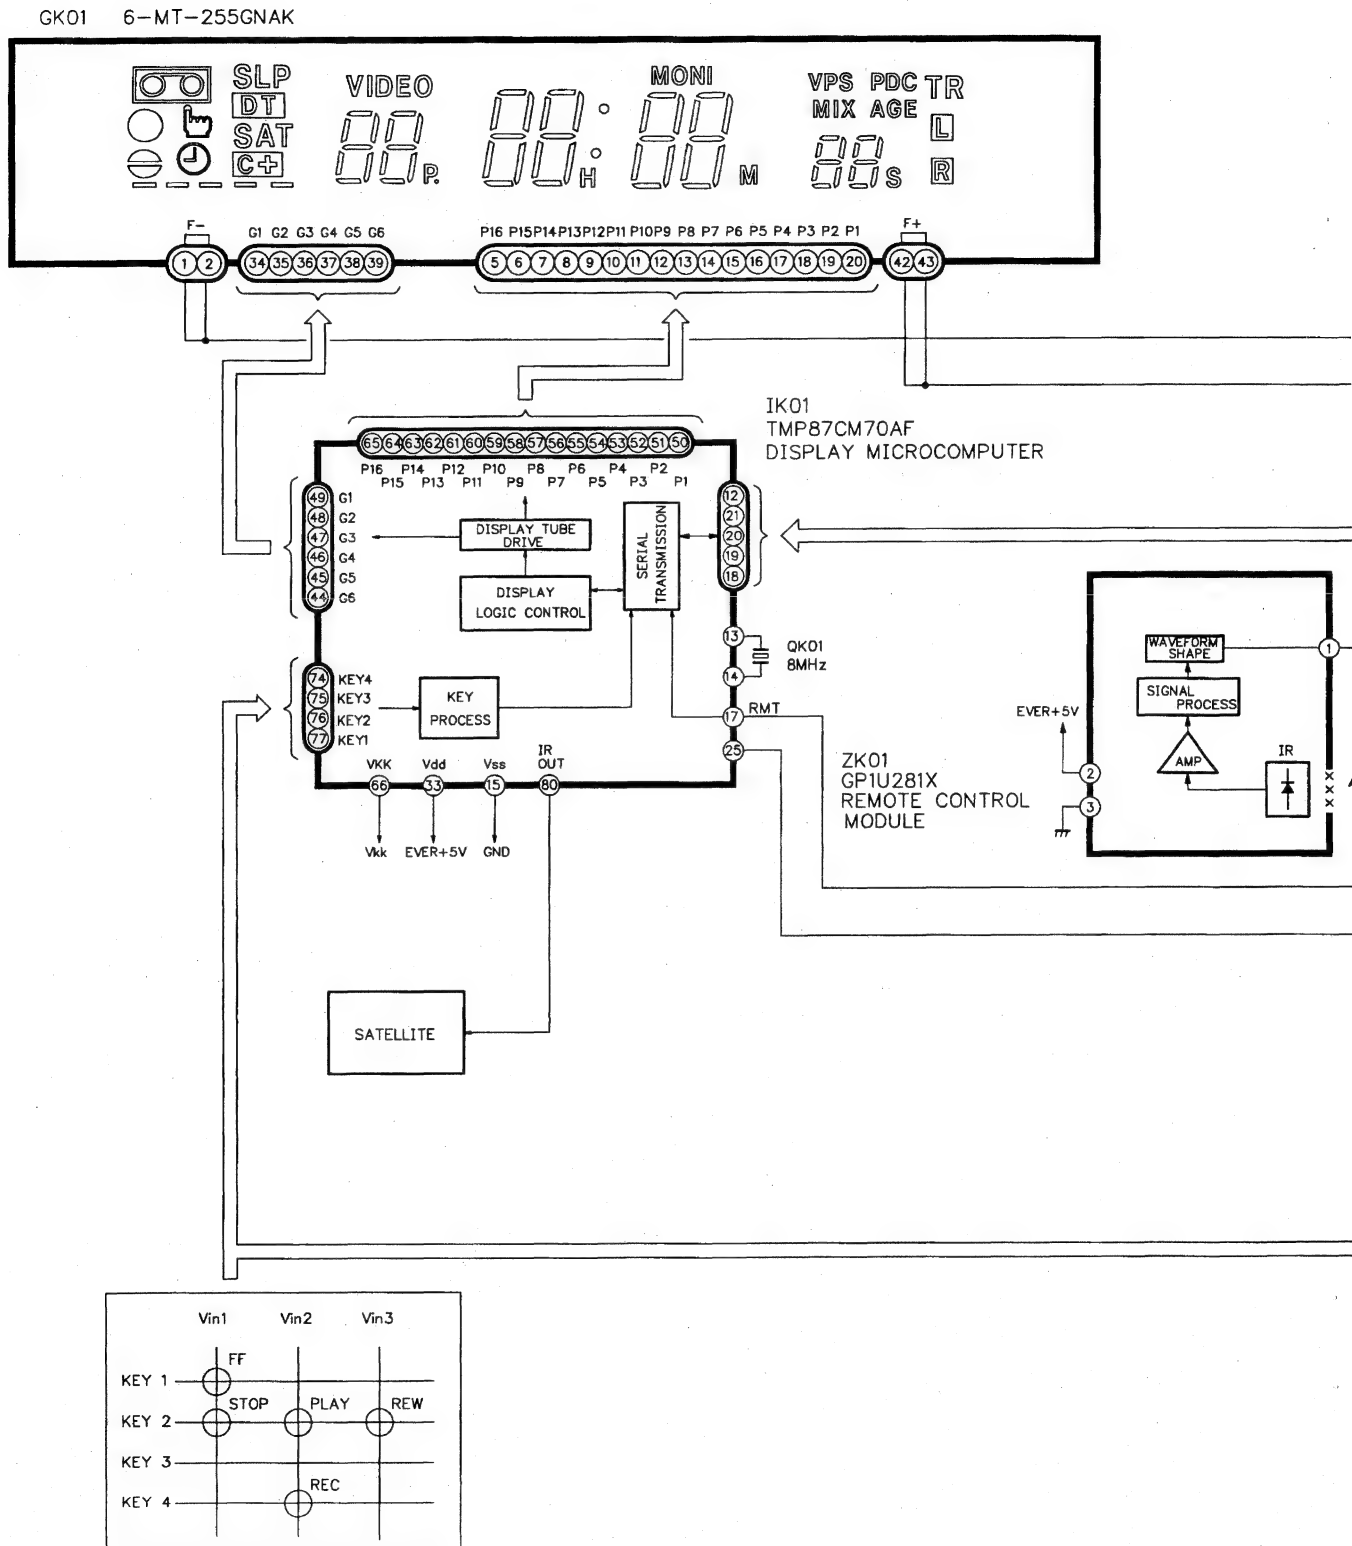 GK01 6-MT-255GNAK
SLP
DT
SAT
C+
VIDEO
P.
MONI
H
M
VPS PDC TR
MIX AGE
L
S
R
F-
G1 G2 G3 G4 G5 G6
P16 P15 P14 P13 P12 P11 P10 P9 P8 P7 P6 P5 P4 P3 P2 P1
F+
1 2
34 35 36 37 38 39
5 6 7 8 9 10 11 12 13 14 15 16 17 18 19 20
42 43
IK01
TMP87CM70AF
DISPLAY MICROCOMPUTER
65 64 63 62 61 60 59 58 57 56 55 54 53 52 51 50
P16 P14 P12 P10 P8 P6 P4 P2
P15 P13 P11 P9 P7 P5 P3 P1
49 G1
48 G2
47 G3
46 G4
45 G5
44 G6
DISPLAY TUBE
DRIVE
DISPLAY
LOGIC CONTROL
SERIAL
TRANSMISSION
12
21
20
19
18
13
14
QK01
8MHz
74 KEY4
75 KEY3
76 KEY2
77 KEY1
KEY
PROCESS
17 RMT
25
VKK
Vdd
Vss
IR
OUT
66 33 15 80
Vkk EVER+5V GND
ZK01
GP1U281X
REMOTE CONTROL
MODULE
WAVEFORM
SHAPE
1
SIGNAL
PROCESS
EVER+5V
AMP
IR
2
3
SATELLITE
Vin1 Vin2 Vin3
FF
KEY 1
STOP PLAY REW
KEY 2
KEY 3
REC
KEY 4